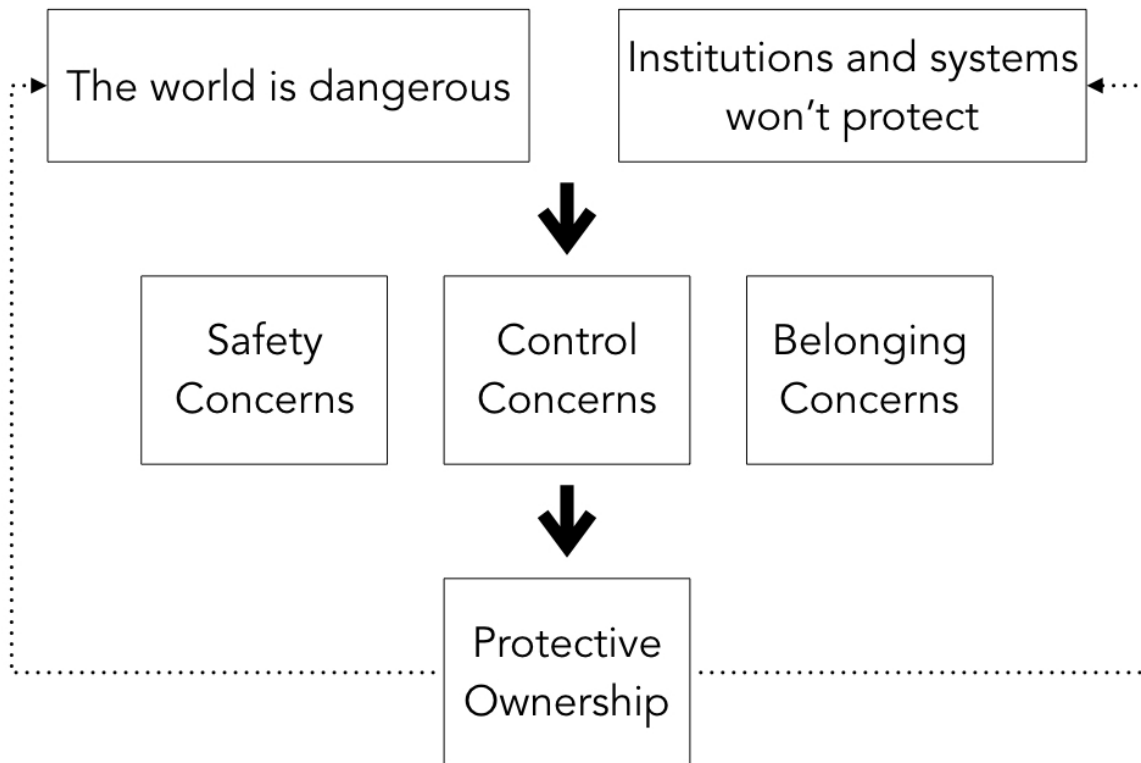 The world is dangerous
Institutions and systems
won’t protect
Safety
Concerns
Control
Concerns
Belonging
Concerns
Protective
Ownership